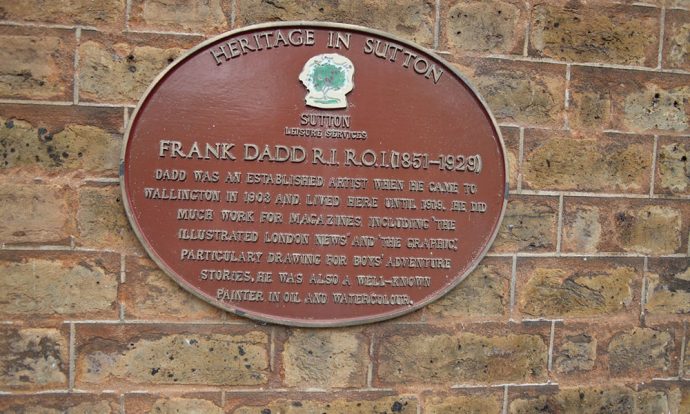 HERITAGE IN SUTTON
SUTTON
LEISURE SERVICES
FRANK DADD R.I. R.O.I. (1851-1929)
DADD WAS AN ESTABLISHED ARTIST WHEN HE CAME TO
WALLINGTON IN 1908 AND LIVED HERE UNTIL 1919. HE DID
MUCH WORK FOR MAGAZINES INCLUDING 'THE
ILLUSTRATED LONDON NEWS' AND 'THE GRAPHIC,'
PARTICULARY DRAWING FOR BOYS' ADVENTURE
STORIES, HE WAS ALSO A WELL-KNOWN
PAINTER IN OIL AND WATERCOLOUR.